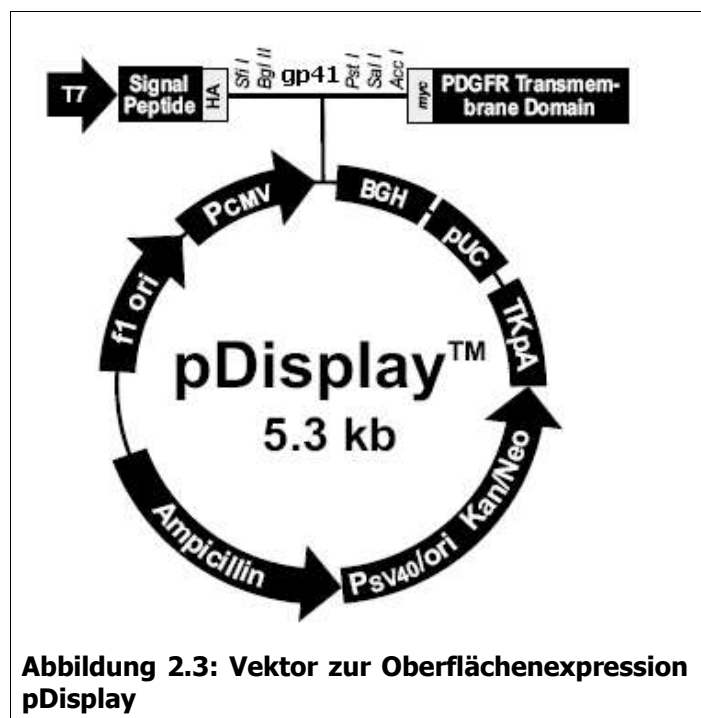 T7 Signal Peptide HA Sfi I Bgl II gp41 Pst I Sal I Acc I myc PDGFR Transmem-
brane Domain
PCMV
BGH
pUC
f1 ori
TKpA
pDisplay™
5.3 kb
Ampicillin
PSV40/ori Kan/Neo
Abbildung 2.3: Vektor zur Oberflächenexpression
pDisplay